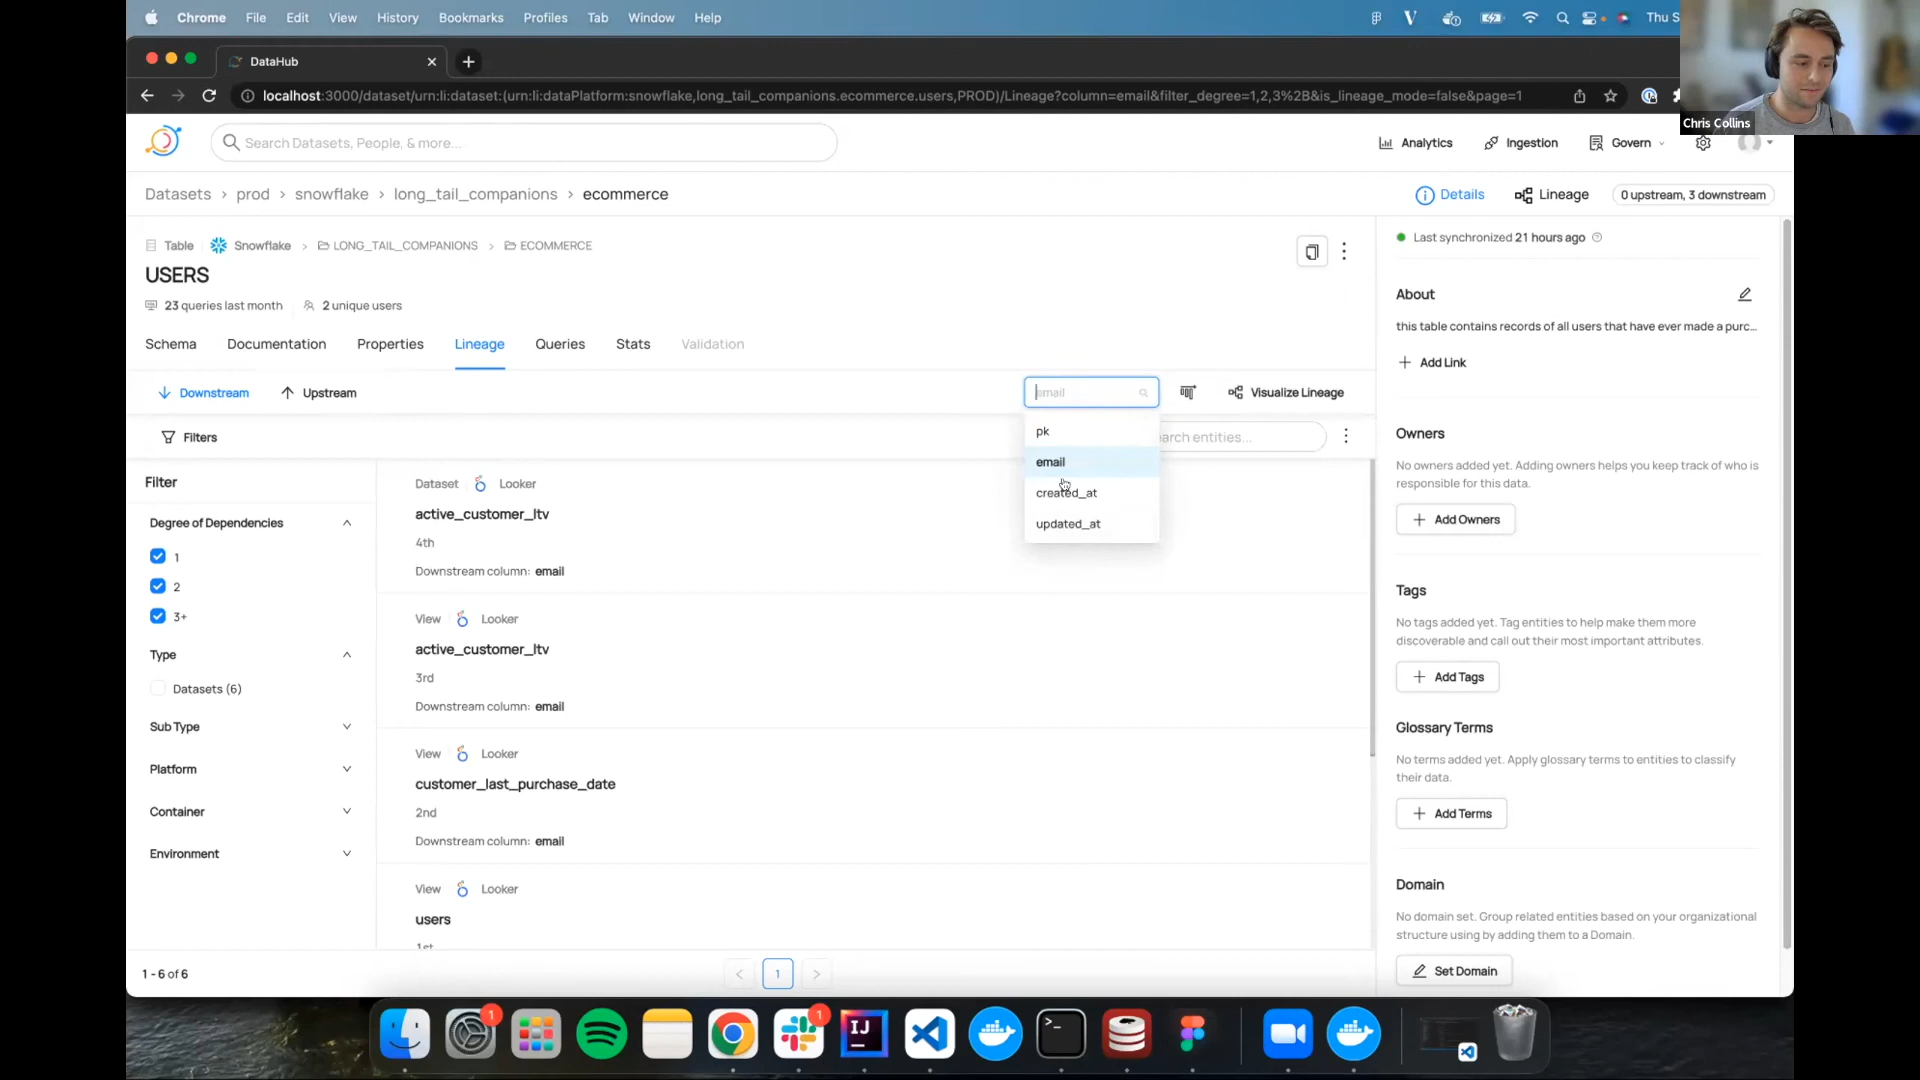 Chrome File Edit View History Bookmarks Profiles Tab Window Help Thu S
DataHub
localhost:3000/dataset/urn:li:dataset:(urn:li:dataPlatform:snowflake,long_tail_companions.ecommerce.users,PROD)/Lineage?column=email&filter_degree=1,2,3%2B&is_lineage_mode=false&page=1
Chris Collins
Search Datasets, People, & more...
Analytics Ingestion Govern
Datasets > prod > snowflake > long_tail_companions > ecommerce
Details Lineage 0 upstream, 3 downstream
Table Snowflake > LONG_TAIL_COMPANIONS > ECOMMERCE
USERS
23 queries last month 2 unique users
Schema Documentation Properties Lineage Queries Stats Validation
Downstream Upstream
email
Visualize Lineage
pk
email
created_at
updated_at
Filters
arch entities...
Filter
Degree of Dependencies
1
2
3+
Type
Datasets (6)
Sub Type
Platform
Container
Environment
Dataset Looker
active_customer_ltv
4th
Downstream column: email
View Looker
active_customer_ltv
3rd
Downstream column: email
View Looker
customer_last_purchase_date
2nd
Downstream column: email
View Looker
users
1st
1 - 6 of 6
< 1 >
Last synchronized 21 hours ago
About
this table contains records of all users that have ever made a purc...
+ Add Link
Owners
No owners added yet. Adding owners helps you keep track of who is
responsible for this data.
+ Add Owners
Tags
No tags added yet. Tag entities to help make them more
discoverable and call out their most important attributes.
+ Add Tags
Glossary Terms
No terms added yet. Apply glossary terms to entities to classify
their data.
+ Add Terms
Domain
No domain set. Group related entities based on your organizational
structure using by adding them to a Domain.
Set Domain
1
1
IJ